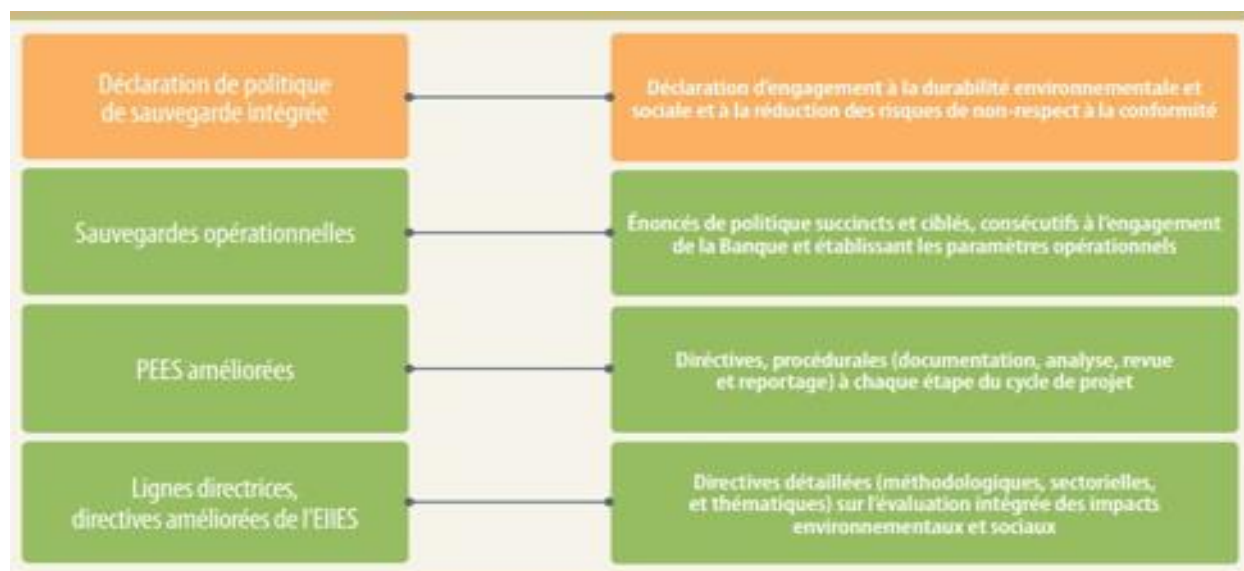 Déclaration de politique
de sauvegarde intégrée
Déclaration d'engagement à la durabilité environnementale et
sociale et à la réduction des risques de non-respect à la conformité
Sauvegardes opérationnelles
Énoncés de politique succincts et ciblés, consécutifs à l'engagement
de la Banque et établissant les paramètres opérationnels
PEES améliorées
Diréctives, procédurales (documentation, analyse, revue
et reportage) à chaque étape du cycle de projet
Lignes directrices,
directives améliorées de l'EIIES
Directives détaillées (méthodologiques, sectorielles,
et thématiques) sur l'évaluation intégrée des impacts
environnementaux et sociaux